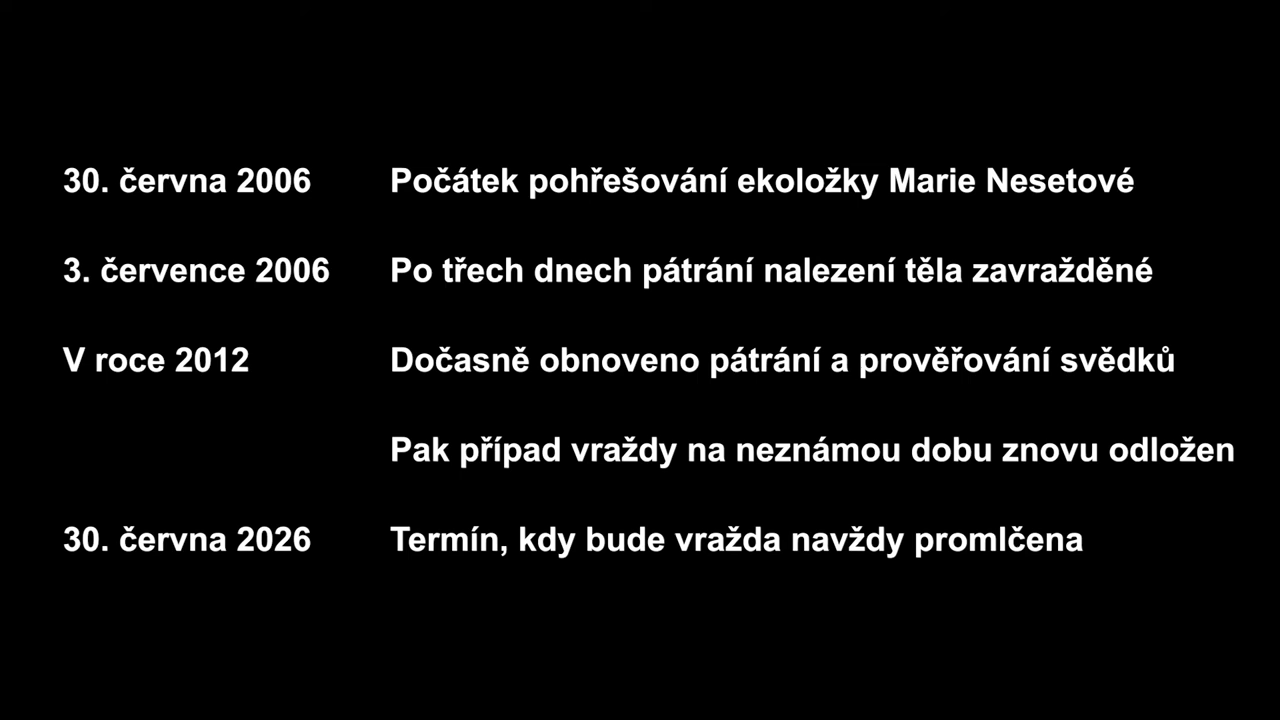 30. června 2006 Počátek pohřešování ekoložky Marie Nesetové
3. července 2006 Po třech dnech pátrání nalezení těla zavražděné
V roce 2012 Dočasně obnoveno pátrání a prověřování svědků
Pak případ vraždy na neznámou dobu znovu odložen
30. června 2026 Termín, kdy bude vražda navždy promlčena